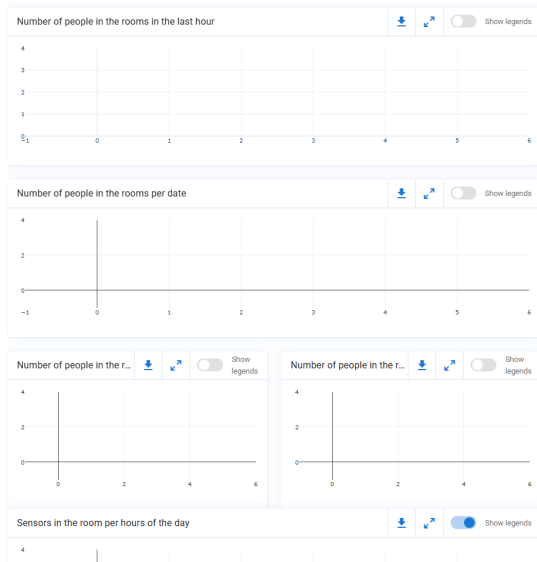 Number of people in the rooms in the last hour
Show legends
4
3
2
1
0
−1 0 1 2 3 4 5 6
Number of people in the rooms per date
Show legends
4
2
0
−1 0 1 2 3 4 5 6
Number of people in the r...
Show
legends
4
2
0
0 2 4 6
Number of people in the r...
Show
legends
4
2
0
0 2 4 6
Sensors in the room per hours of the day
Show legends
4